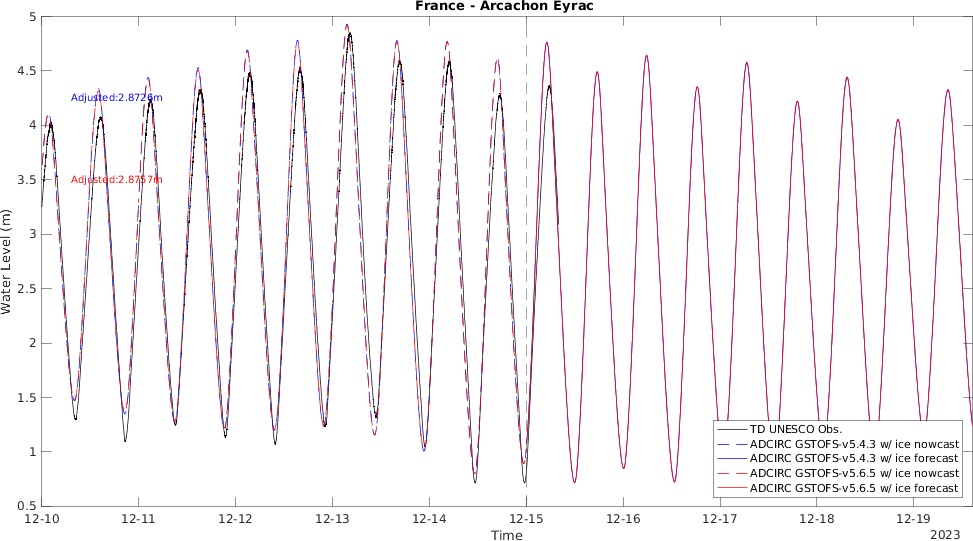 France - Arcachon Eyrac
5
4.5
4
3.5
3
2.5
2
1.5
1
0.5
Water Level (m)
Adjusted:2.8726m
Adjusted:2.8757m
TD UNESCO Obs.
ADCIRC GSTOFS-v5.4.3 w/ ice nowcast
ADCIRC GSTOFS-v5.4.3 w/ ice forecast
ADCIRC GSTOFS-v5.6.5 w/ ice nowcast
ADCIRC GSTOFS-v5.6.5 w/ ice forecast
12-10 12-11 12-12 12-13 12-14 12-15 12-16 12-17 12-18 12-19
Time
2023